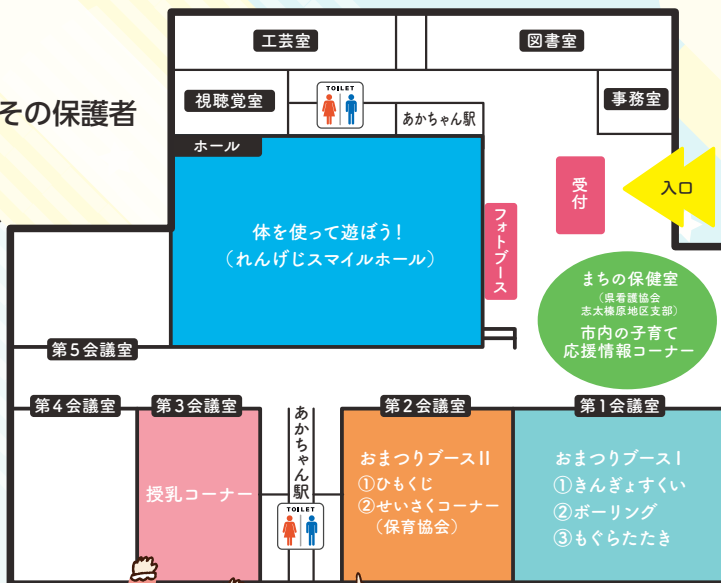 工芸室
図書室
その保護者
視聴覚室
TOILET
あかちゃん駅
事務室
ホール
受付
入口
体を使って遊ぼう！
（れんげじスマイルホール）
フォトブース
まちの保健室
（県看護協会
志太榛原地区支部）
市内の子育て
応援情報コーナー
第5会議室
第4会議室
第3会議室
あかちゃん駅
第2会議室
第1会議室
授乳コーナー
TOILET
おまつりブースⅡ
①ひもくじ
②せいさくコーナー
（保育協会）
おまつりブースⅠ
①きんぎょすくい
②ボーリング
③もぐらたたき